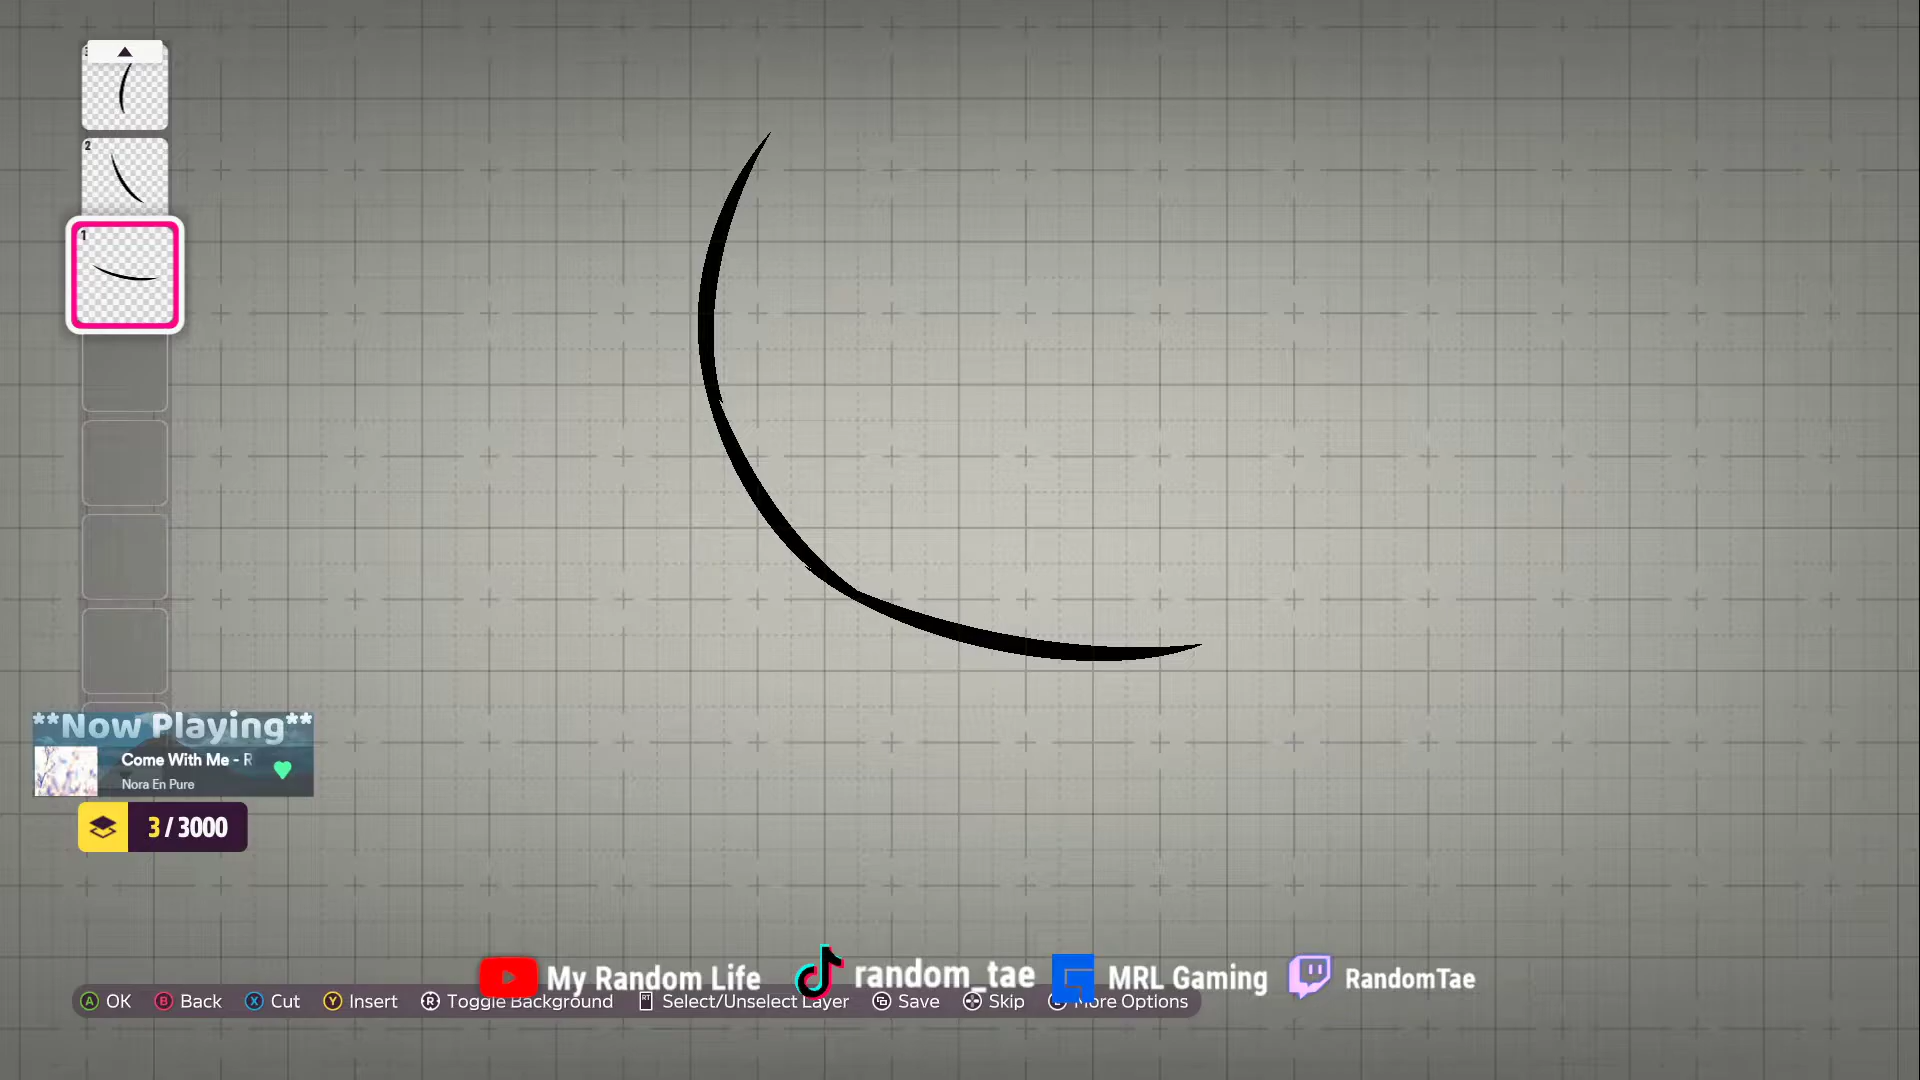 2
1
**Now Playing**
Come With Me - R
Nora En Pure
3 / 3000
My Random Life
random_tae
MRL Gaming
RandomTae
A OK
B Back
X Cut
Y Insert
R Toggle Background
RT Select/Unselect Layer
Save
Skip
More Options